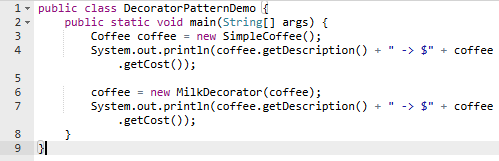 1 public class DecoratorPatternDemo {
2 public static void main(String[] args) {
3 Coffee coffee = new SimpleCoffee();
4 System.out.println(coffee.getDescription() + " -> $" + coffee
.getCost());
5
6 coffee = new MilkDecorator(coffee);
7 System.out.println(coffee.getDescription() + " -> $" + coffee
.getCost());
8 }
9 }